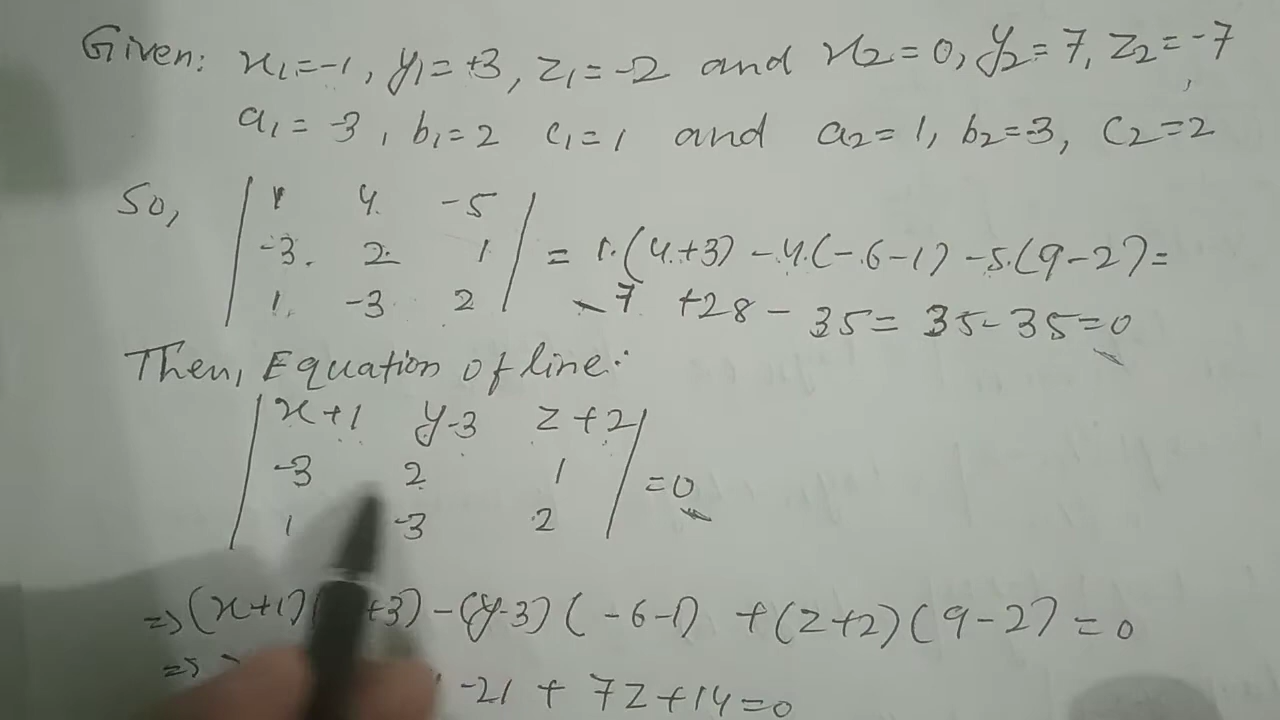 Given: x1=-1, y1=+3, z1=-2 and x2=0, y2=7, z2=-7,
a1=-3, b1=2 c1=1 and a2=1, b2=-3, c2=2
So, | 1 4 -5 |
| -3 2 1 | = 1.(4+3) -4.(-6-1) -5.(9-2)=
| 1 -3 2 | 7 +28 - 35 = 35-35=0
Then, Equation of line:
| x+1 y-3 z+2 |
| -3 2 1 | =0
| 1 -3 2 |
=> (x+1)( +3) -(y-3)(-6-1) +(z+2)(9-2)=0
=> -21 + 7z+14=0